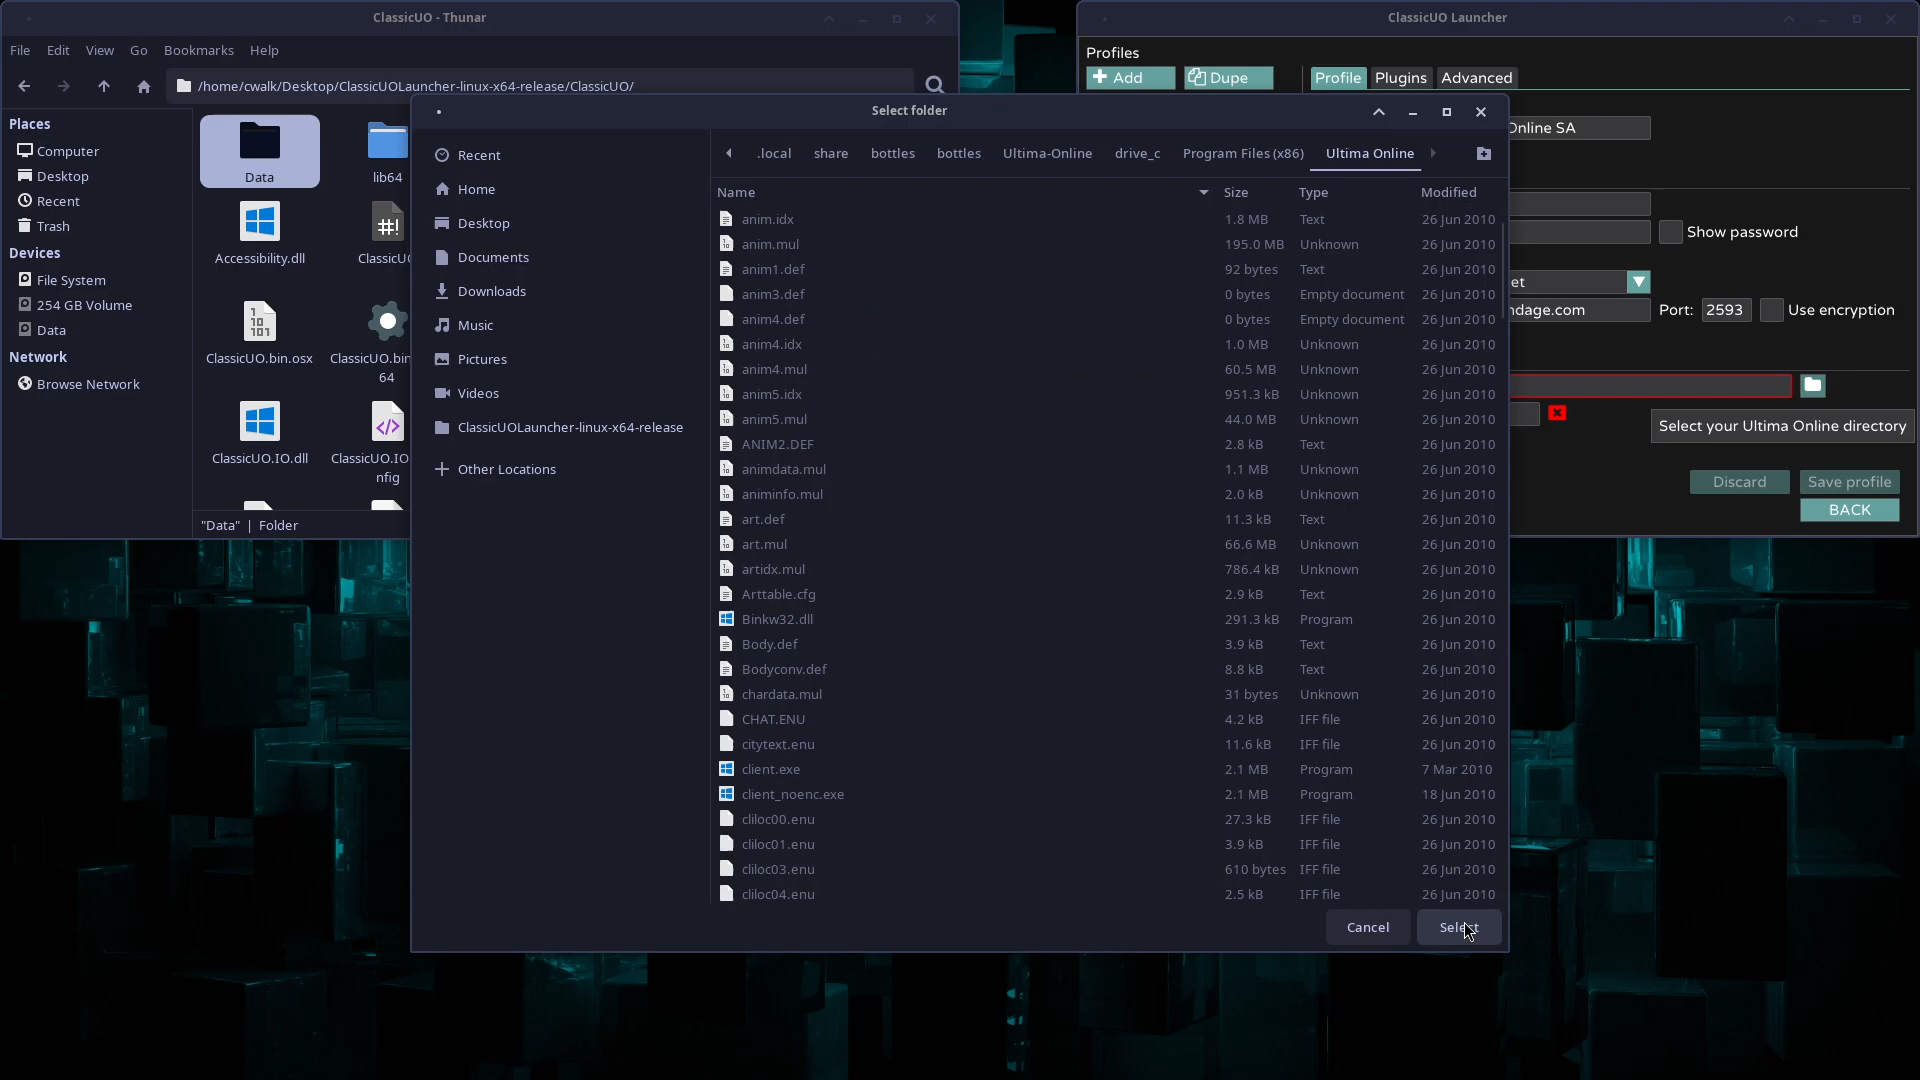 ClassicUO - Thunar
File Edit View Go Bookmarks Help
/home/cwalk/Desktop/ClassicUOLauncher-linux-x64-release/ClassicUO/
Places
Computer
Desktop
Recent
Trash
Devices
File System
254 GB Volume
Data
Network
Browse Network
Data
lib64
Accessibility.dll
ClassicUO.bin.osx
64
ClassicUO.IO.dll
nfig
"Data" | Folder
Select folder
Recent
Home
Desktop
Documents
Downloads
Music
Pictures
Videos
ClassicUOLauncher-linux-x64-release
Other Locations
.local share bottles bottles Ultima-Online drive_c Program Files (x86) Ultima Online
Name Size Type Modified
anim.idx 1.8 MB Text 26 Jun 2010
anim.mul 195.0 MB Unknown 26 Jun 2010
anim1.def 92 bytes Text 26 Jun 2010
anim3.def 0 bytes Empty document 26 Jun 2010
anim4.def 0 bytes Empty document 26 Jun 2010
anim4.idx 1.0 MB Unknown 26 Jun 2010
anim4.mul 60.5 MB Unknown 26 Jun 2010
anim5.idx 951.3 kB Unknown 26 Jun 2010
anim5.mul 44.0 MB Unknown 26 Jun 2010
ANIM2.DEF 2.8 kB Text 26 Jun 2010
animdata.mul 1.1 MB Unknown 26 Jun 2010
animinfo.mul 2.0 kB Unknown 26 Jun 2010
art.def 11.3 kB Text 26 Jun 2010
art.mul 66.6 MB Unknown 26 Jun 2010
artidx.mul 786.4 kB Unknown 26 Jun 2010
Arttable.cfg 2.9 kB Text 26 Jun 2010
Binkw32.dll 291.3 kB Program 26 Jun 2010
Body.def 3.9 kB Text 26 Jun 2010
Bodyconv.def 8.8 kB Text 26 Jun 2010
chardata.mul 31 bytes Unknown 26 Jun 2010
CHAT.ENU 4.2 kB IFF file 26 Jun 2010
citytext.enu 11.6 kB IFF file 26 Jun 2010
client.exe 2.1 MB Program 7 Mar 2010
client_noenc.exe 2.1 MB Program 18 Jun 2010
cliloc00.enu 27.3 kB IFF file 26 Jun 2010
cliloc01.enu 3.9 kB IFF file 26 Jun 2010
cliloc03.enu 610 bytes IFF file 26 Jun 2010
cliloc04.enu 2.5 kB IFF file 26 Jun 2010
Cancel Select
ClassicUO Launcher
Profiles
Add Dupe Profile Plugins Advanced
Online SA
Show password
et
ndage.com Port: 2593 Use encryption
Select your Ultima Online directory
Discard Save profile
BACK